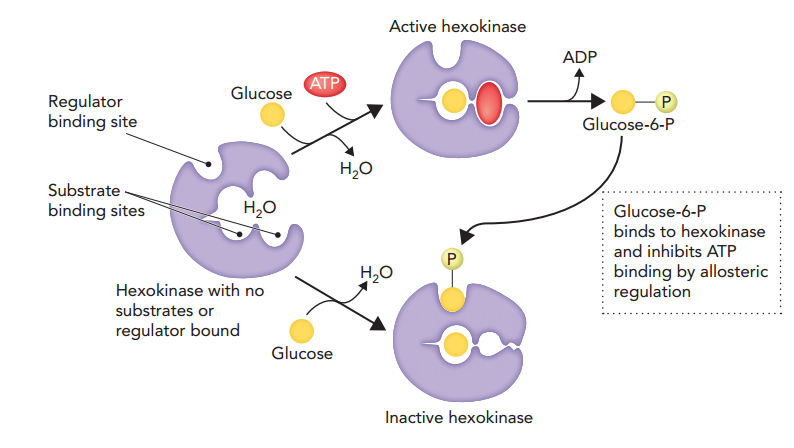 Active hexokinase
ADP
ATP
Glucose
Regulator
binding site
P
Glucose-6-P
H₂O
Substrate
binding sites
H₂O
Glucose-6-P
binds to hexokinase
and inhibits ATP
binding by allosteric
regulation
P
H₂O
Hexokinase with no
substrates or
regulator bound
Glucose
Inactive hexokinase